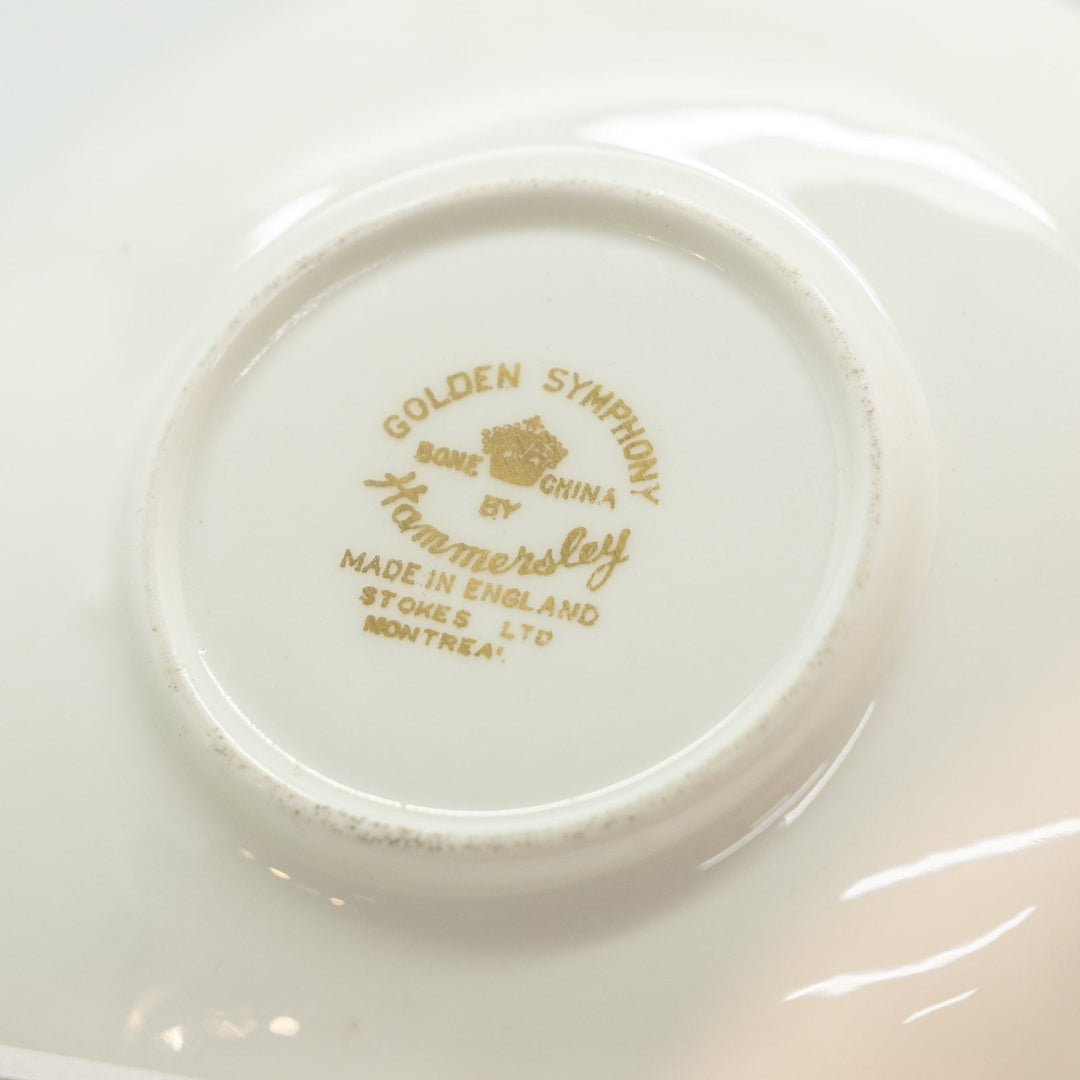 GOLDEN SYMPHONY
BONE CHINA
BY
Hammersley
MADE IN ENGLAND
STOKES LTD
MONTREAL